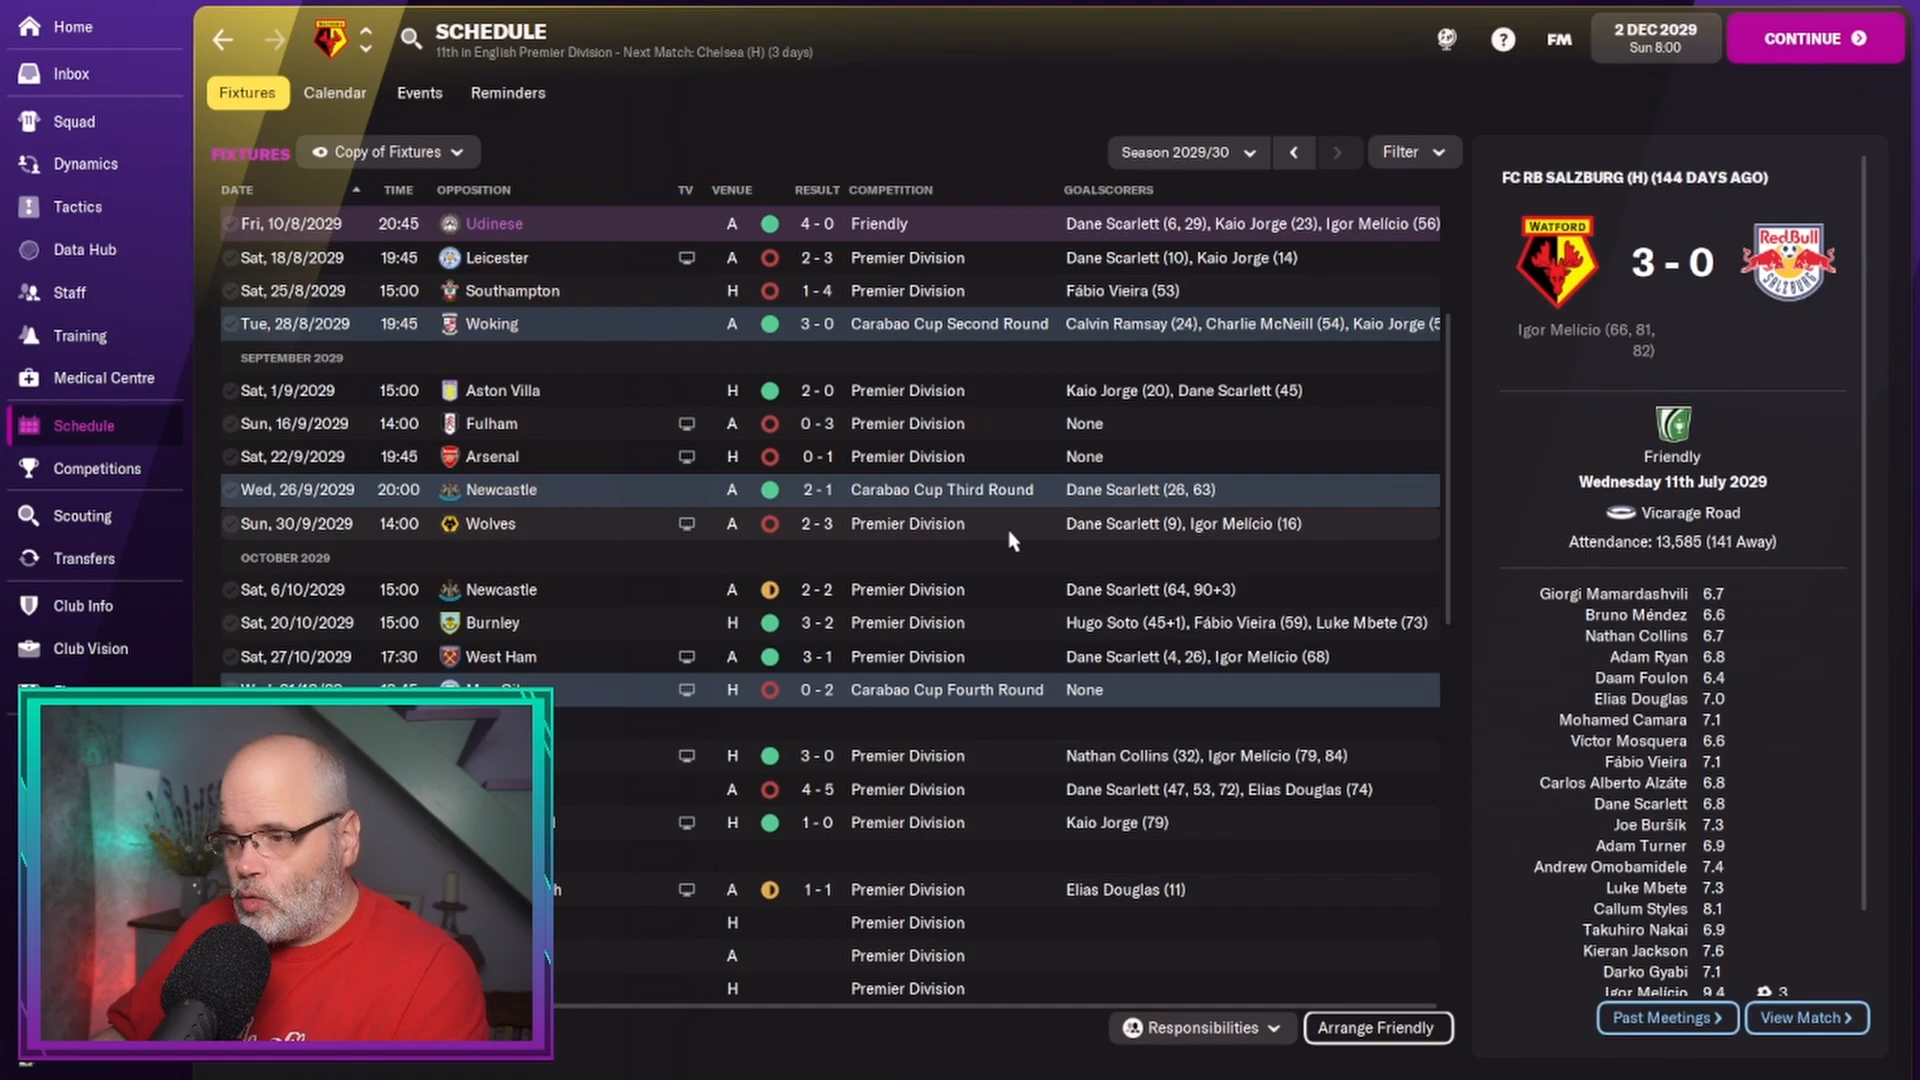 Home
Inbox
Squad
Dynamics
Tactics
Data Hub
Staff
Training
Medical Centre
Schedule
Competitions
Scouting
Transfers
Club Info
Club Vision
WATFORD
SCHEDULE
11th in English Premier Division - Next Match: Chelsea (H) (3 days)
? FM
2 DEC 2029
Sun 8:00
CONTINUE
Fixtures Calendar Events Reminders
FIXTURES Copy of Fixtures Season 2029/30 Filter
DATE TIME OPPOSITION TV VENUE RESULT COMPETITION GOALSCORERS
Fri, 10/8/2029 20:45 Udinese A 4 - 0 Friendly Dane Scarlett (6, 29), Kaio Jorge (23), Igor Melício (56)
Sat, 18/8/2029 19:45 Leicester A 2 - 3 Premier Division Dane Scarlett (10), Kaio Jorge (14)
Sat, 25/8/2029 15:00 Southampton H 1 - 4 Premier Division Fábio Vieira (53)
Tue, 28/8/2029 19:45 Woking A 3 - 0 Carabao Cup Second Round Calvin Ramsay (24), Charlie McNeill (54), Kaio Jorge (5
SEPTEMBER 2029
Sat, 1/9/2029 15:00 Aston Villa H 2 - 0 Premier Division Kaio Jorge (20), Dane Scarlett (45)
Sun, 16/9/2029 14:00 Fulham A 0 - 3 Premier Division None
Sat, 22/9/2029 19:45 Arsenal H 0 - 1 Premier Division None
Wed, 26/9/2029 20:00 Newcastle A 2 - 1 Carabao Cup Third Round Dane Scarlett (26, 63)
Sun, 30/9/2029 14:00 Wolves A 2 - 3 Premier Division Dane Scarlett (9), Igor Melício (16)
OCTOBER 2029
Sat, 6/10/2029 15:00 Newcastle A 2 - 2 Premier Division Dane Scarlett (64, 90+3)
Sat, 20/10/2029 15:00 Burnley H 3 - 2 Premier Division Hugo Soto (45+1), Fábio Vieira (59), Luke Mbete (73)
Sat, 27/10/2029 17:30 West Ham A 3 - 1 Premier Division Dane Scarlett (4, 26), Igor Melício (68)
H 0 - 2 Carabao Cup Fourth Round None
H 3 - 0 Premier Division Nathan Collins (32), Igor Melício (79, 84)
A 4 - 5 Premier Division Dane Scarlett (47, 53, 72), Elias Douglas (74)
H 1 - 0 Premier Division Kaio Jorge (79)
h A 1 - 1 Premier Division Elias Douglas (11)
H Premier Division
A Premier Division
H Premier Division
Responsibilities Arrange Friendly
FC RB SALZBURG (H) (144 DAYS AGO)
WATFORD 3 - 0 RedBull SALZBURG
Igor Melício (66, 81,
82)
Friendly
Wednesday 11th July 2029
Vicarage Road
Attendance: 13,585 (141 Away)
Giorgi Mamardashvili 6.7
Bruno Méndez 6.6
Nathan Collins 6.7
Adam Ryan 6.8
Daam Foulon 6.4
Elias Douglas 7.0
Mohamed Camara 7.1
Víctor Mosquera 6.6
Fábio Vieira 7.1
Carlos Alberto Alzáte 6.8
Dane Scarlett 6.8
Joe Buršík 7.3
Adam Turner 6.9
Andrew Omobamidele 7.4
Luke Mbete 7.3
Callum Styles 8.1
Takuhiro Nakai 6.9
Kieran Jackson 7.6
Darko Gyabi 7.1
Igor Melício 9.4 3
Past Meetings View Match